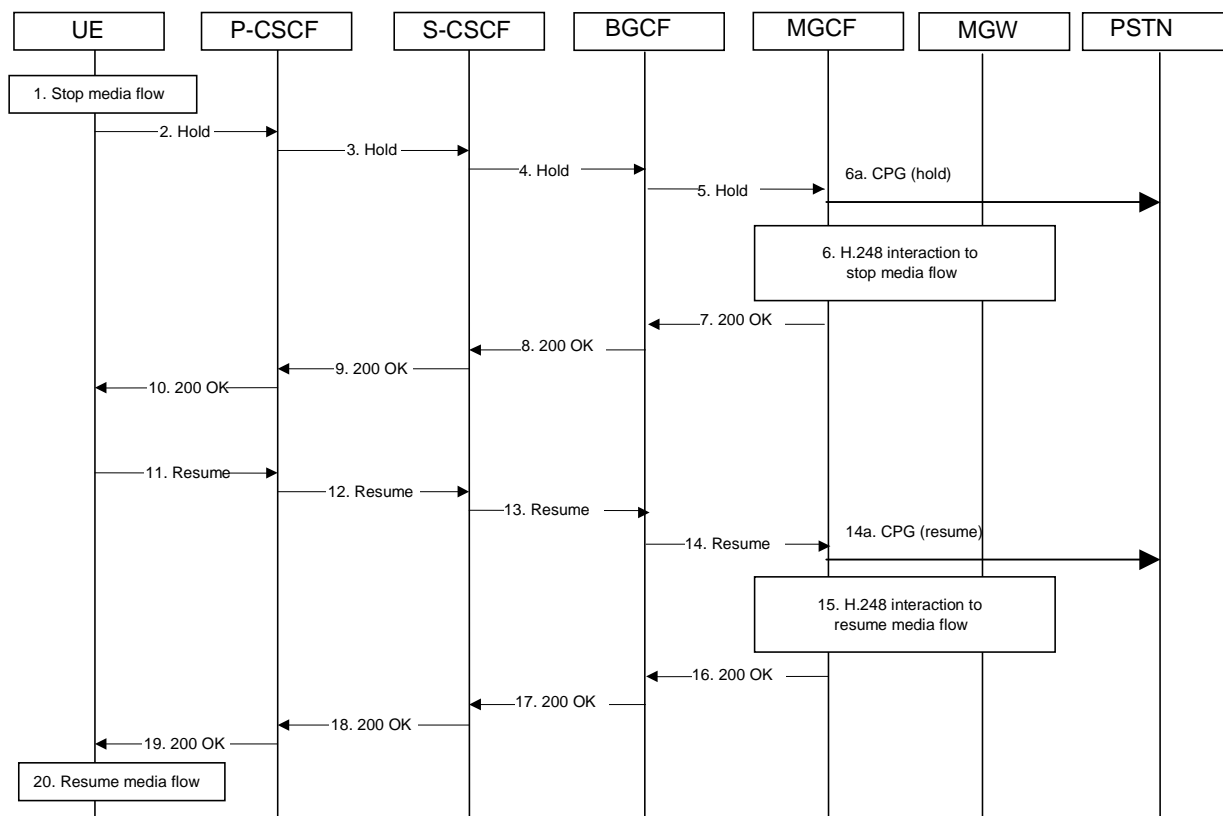 UE
P-CSCF
S-CSCF
BGCF
MGCF
MGW
PSTN
1. Stop media flow
2. Hold
3. Hold
4. Hold
5. Hold
6a. CPG (hold)
6. H.248 interaction to
stop media flow
7. 200 OK
8. 200 OK
9. 200 OK
10. 200 OK
11. Resume
12. Resume
13. Resume
14. Resume
14a. CPG (resume)
15. H.248 interaction to
resume media flow
16. 200 OK
17. 200 OK
18. 200 OK
19. 200 OK
20. Resume media flow